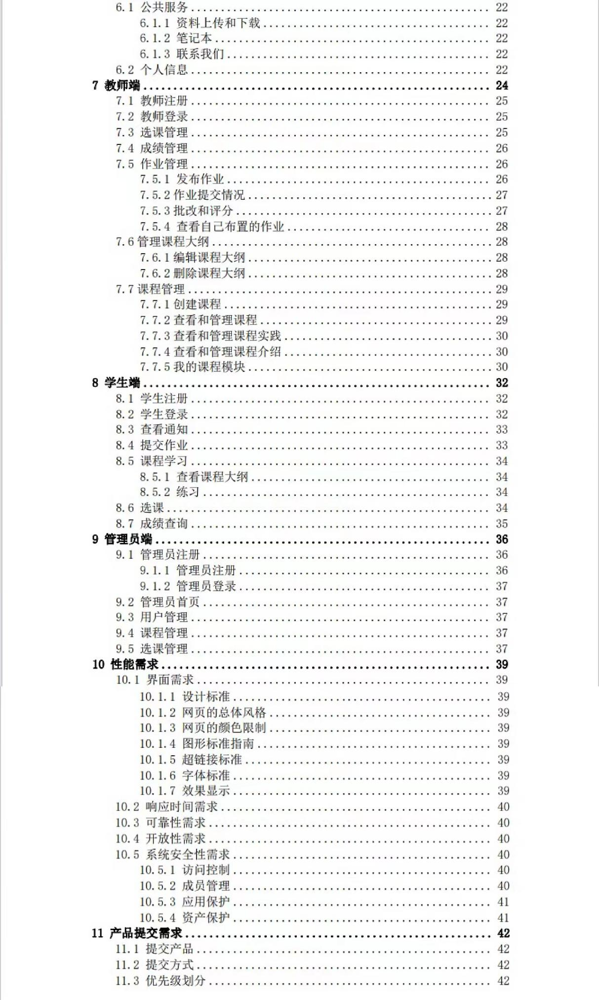 6.1 公共服务 22
6.1.1 资料上传和下载 22
6.1.2 笔记本 22
6.1.3 联系我们 22
6.2 个人信息 22
7 教师端 24
7.1 教师注册 25
7.2 教师登录 25
7.3 选课管理 25
7.4 成绩管理 26
7.5 作业管理 26
7.5.1 发布作业 26
7.5.2作业提交情况 27
7.5.3批改和评分 27
7.5.4 查看自己布置的作业 28
7.6管理课程大纲 28
7.6.1编辑课程大纲 28
7.6.2删除课程大纲 28
7.7课程管理 29
7.7.1创建课程 29
7.7.2查看和管理课程 29
7.7.3查看和管理课程实践 30
7.7.4查看和管理课程介绍 30
7.7.5我的课程模块 30
8 学生端 32
8.1 学生注册 32
8.2 学生登录 32
8.3 查看通知 33
8.4 提交作业 33
8.5 课程学习 34
8.5.1 查看课程大纲 34
8.5.2 练习 34
8.6 选课 34
8.7 成绩查询 35
9 管理员端 36
9.1 管理员注册 36
9.1.1 管理员注册 36
9.1.2 管理员登录 37
9.2 管理员首页 37
9.3 用户管理 37
9.4 课程管理 37
9.5 选课管理 37
10 性能需求 39
10.1 界面需求 39
10.1.1 设计标准 39
10.1.2 网页的总体风格 39
10.1.3 网页的颜色限制 39
10.1.4 图形标准指南 39
10.1.5 超链接标准 39
10.1.6 字体标准 39
10.1.7 效果显示 39
10.2 响应时间需求 40
10.3 可靠性需求 40
10.4 开放性需求 40
10.5 系统安全性需求 40
10.5.1 访问控制 40
10.5.2 成员管理 40
10.5.3 应用保护 41
10.5.4 资产保护 41
11 产品提交需求 42
11.1 提交产品 42
11.2 提交方式 42
11.3 优先级划分 42